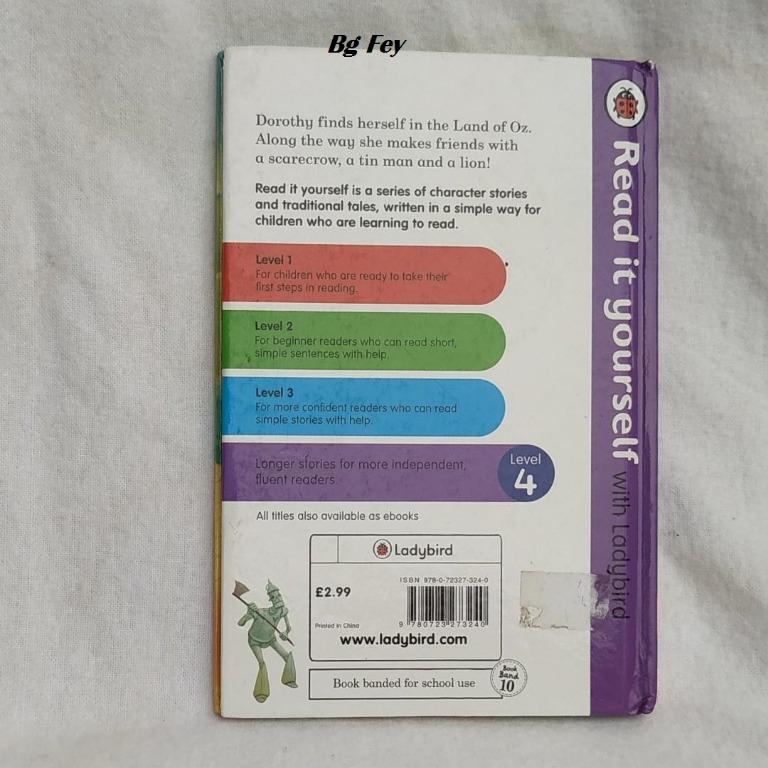 Bg Fey
Dorothy finds herself in the Land of Oz.
Along the way she makes friends with
a scarecrow, a tin man and a lion!
Read it yourself is a series of character stories
and traditional tales, written in a simple way for
children who are learning to read.
Level 1
For children who are ready to take their
first steps in reading.
Level 2
For beginner readers who can read short,
simple sentences with help.
Level 3
For more confident readers who can read
simple stories with help.
Longer stories for more independent,
fluent readers.
Level
4
All titles also available as ebooks
Ladybird
£2.99
ISBN 978-0-72327-324-0
9 780723 273240
Printed in China
www.ladybird.com
Book banded for school use
Book
Band
10
Read it yourself with Ladybird